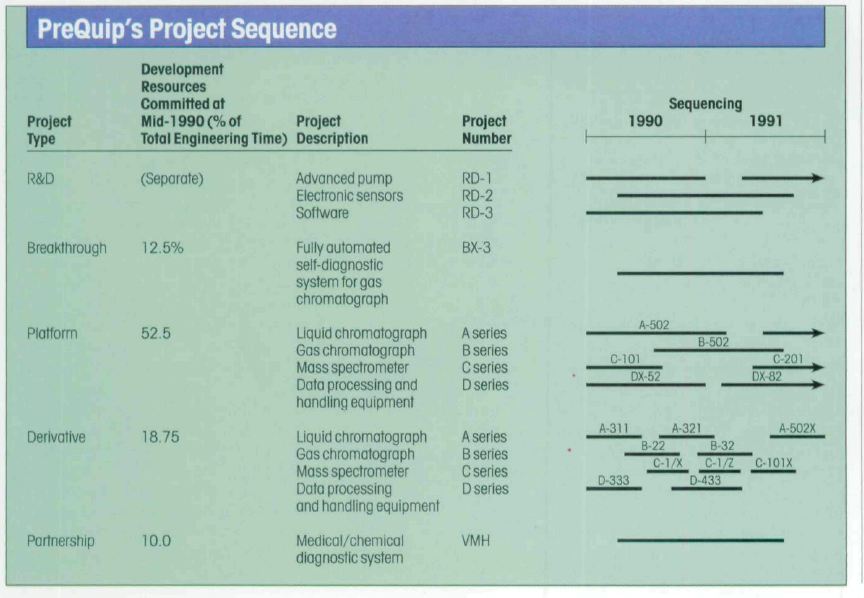 PreQuip's Project Sequence
Development
Resources
Committed at
Project Mid-1990 (% of Project Project
Type Total Engineering Time) Description Number
Sequencing
1990 1991
R&D (Separate) Advanced pump RD-1
Electronic sensors RD-2
Software RD-3
Breakthrough 12.5% Fully automated BX-3
self-diagnostic
system for gas
chromatograph
Platform 52.5 Liquid chromatograph A series A-502
Gas chromatograph B series B-502
Mass spectrometer C series C-101 C-201
Data processing and D series DX-52 DX-82
handling equipment
Derivative 18.75 Liquid chromatograph A series A-311 A-321 A-502X
Gas chromatograph B series B-22 B-32
Mass spectrometer C series C-1/X C-1/Z C-101X
Data processing D series D-333 D-433
and handling equipment
Partnership 10.0 Medical/chemical VMH
diagnostic system